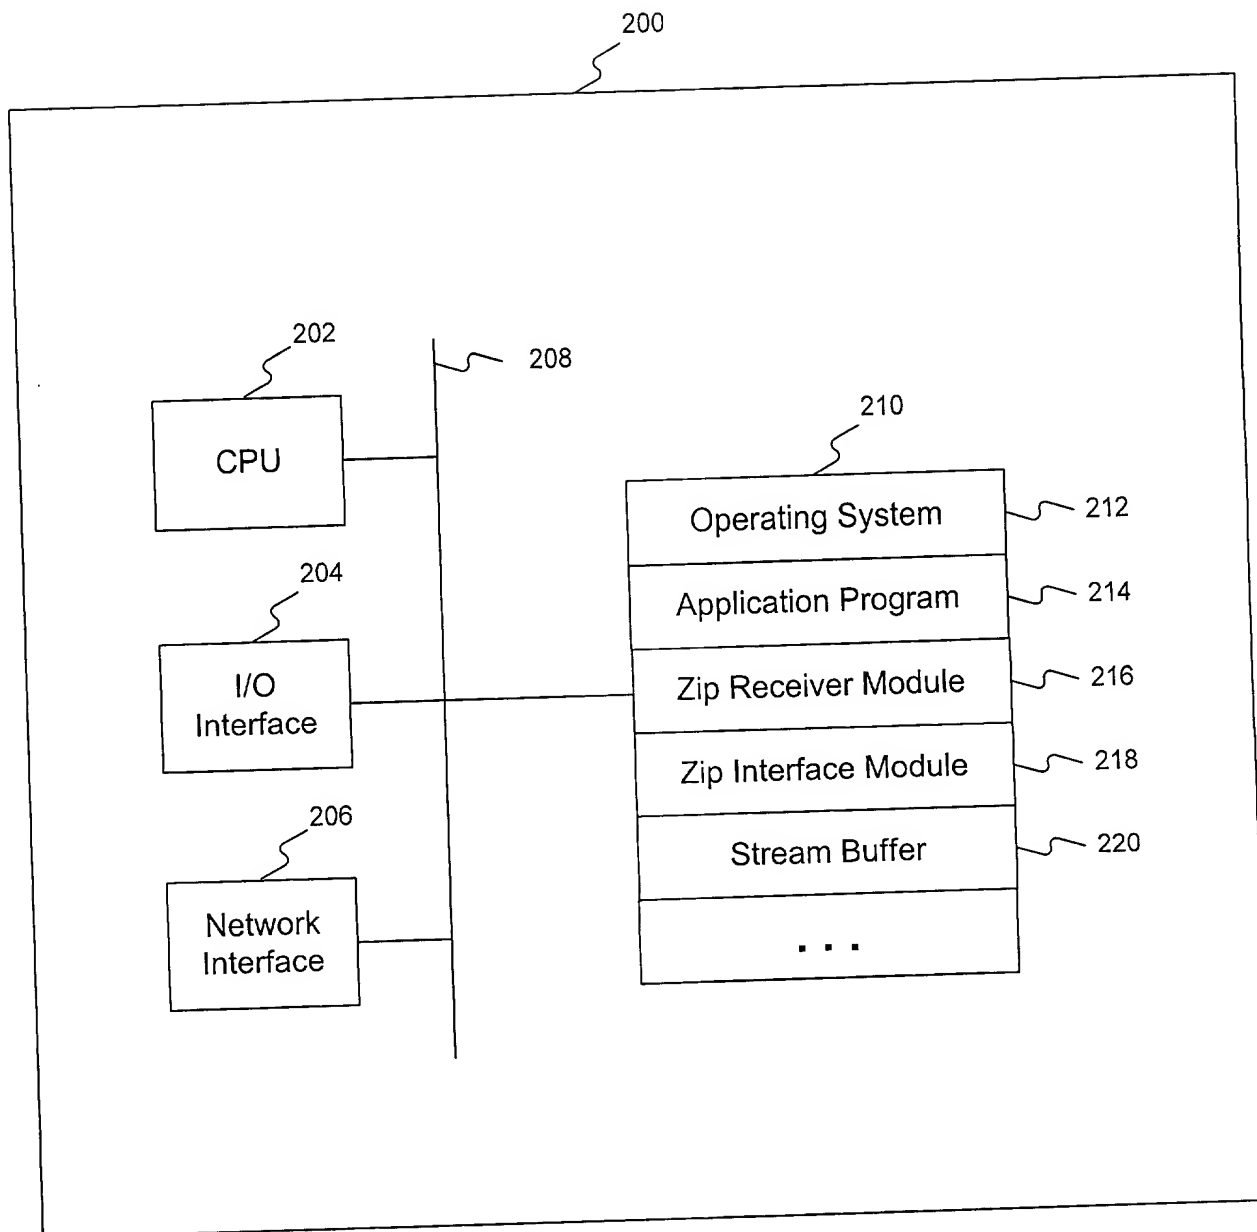 200
202
208
CPU
210
Operating System
212
204
Application Program
214
I/O
Interface
Zip Receiver Module
216
Zip Interface Module
218
206
Stream Buffer
220
Network
Interface
. . .